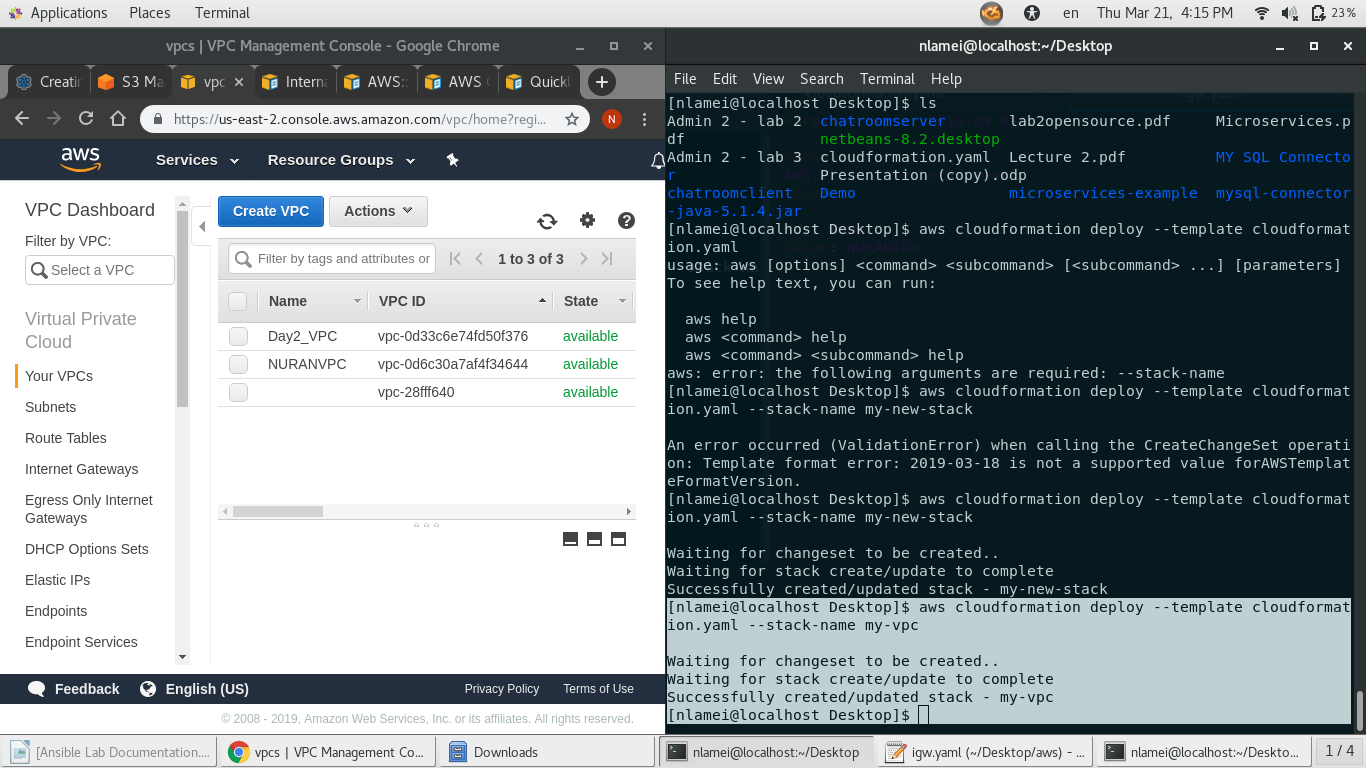 Applications Places Terminal
en Thu Mar 21, 4:15 PM 23%
vpcs | VPC Management Console - Google Chrome
Creatin
S3 Ma
vpc
Intern
AWS:
AWS
Quickl
https://us-east-2.console.aws.amazon.com/vpc/home?regi...
N
aws
Services
Resource Groups
VPC Dashboard
Filter by VPC:
Select a VPC
Virtual Private
Cloud
Your VPCs
Subnets
Route Tables
Internet Gateways
Egress Only Internet
Gateways
DHCP Option Sets
Elastic IPs
Endpoints
Endpoint Services
Create VPC
Actions
Filter by tags and attributes or
1 to 3 of 3
Name VPC ID State
Day2_VPC vpc-0d33c6e74fd50f376 available
NURANVPC vpc-0d6c30a7af4f34644 available
vpc-28fff640 available
Feedback
English (US)
Privacy Policy
Terms of Use
© 2008 - 2019, Amazon Web Services, Inc. or its affiliates. All rights reserved.
nlamei@localhost:~/Desktop
File Edit View Search Terminal Help
[nlamei@localhost Desktop]$ ls
Admin 2 - lab 2 chatroomserver lab2opensource.pdf Microservices.p
df netbeans-8.2.desktop
Admin 2 - lab 3 cloudformation.yaml Lecture 2.pdf MY SQL Connecto
r Presentation (copy).odp
chatroomclient Demo microservices-example mysql-connector
-java-5.1.4.jar
[nlamei@localhost Desktop]$ aws cloudformation deploy --template cloudformat
ion.yaml
usage: aws [options] <command> <subcommand> [<subcommand> ...] [parameters]
To see help text, you can run:
aws help
aws <command> help
aws <command> <subcommand> help
aws: error: the following arguments are required: --stack-name
[nlamei@localhost Desktop]$ aws cloudformation deploy --template cloudformat
ion.yaml --stack-name my-new-stack
An error occurred (ValidationError) when calling the CreateChangeSet operati
on: Template format error: 2019-03-18 is not a supported value forAWSTemplat
eFormatVersion.
[nlamei@localhost Desktop]$ aws cloudformation deploy --template cloudformat
ion.yaml --stack-name my-new-stack
Waiting for changeset to be created..
Waiting for stack create/update to complete
Successfully created/updated stack - my-new-stack
[nlamei@localhost Desktop]$ aws cloudformation deploy --template cloudformat
ion.yaml --stack-name my-vpc
Waiting for changeset to be created..
Waiting for stack create/update to complete
Successfully created/updated stack - my-vpc
[nlamei@localhost Desktop]$
[Ansible Lab Documentation....
vpcs | VPC Management Co...
Downloads
nlamei@localhost:~/Desktop
igw.yaml (~/Desktop/aws) - ...
nlamei@localhost:~/Deskto...
1 / 4